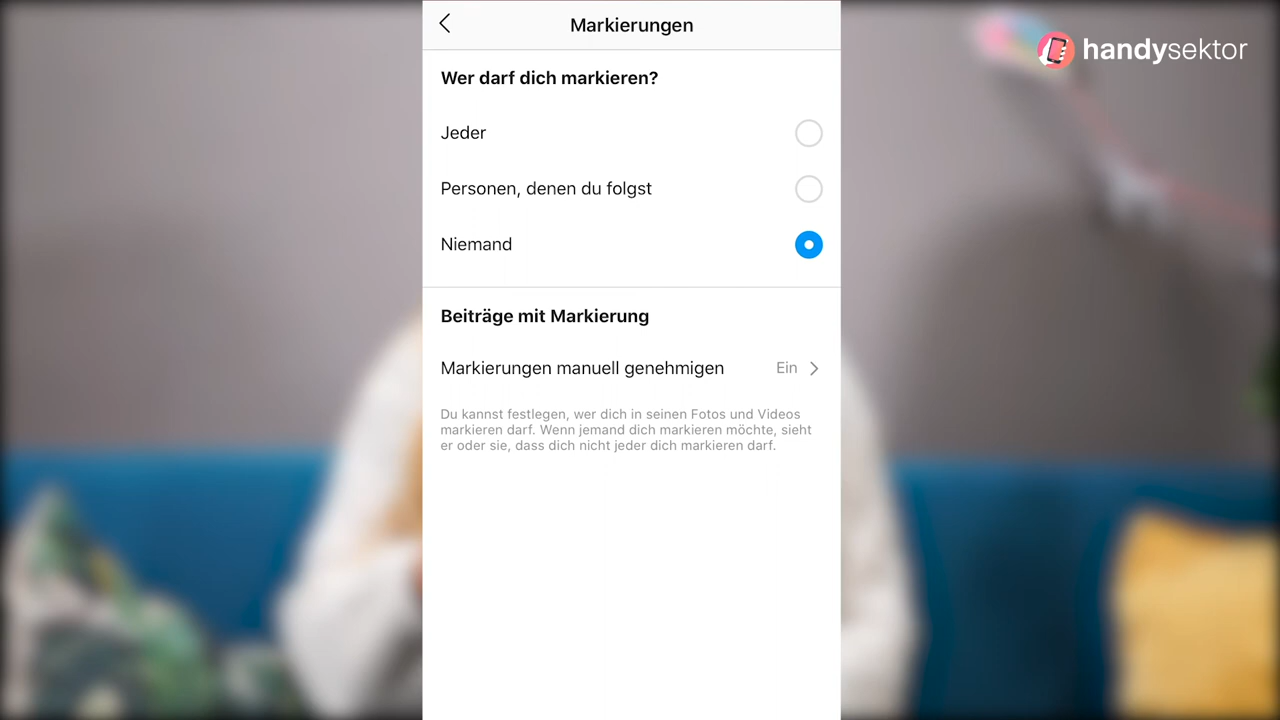 Markierungen
handysektor
Wer darf dich markieren?
Jeder
Personen, denen du folgst
Niemand
Beiträge mit Markierung
Markierungen manuell genehmigen Ein
Du kannst festlegen, wer dich in seinen Fotos und Videos
markieren darf. Wenn jemand dich markieren möchte, sieht
er oder sie, dass dich nicht jeder dich markieren darf.